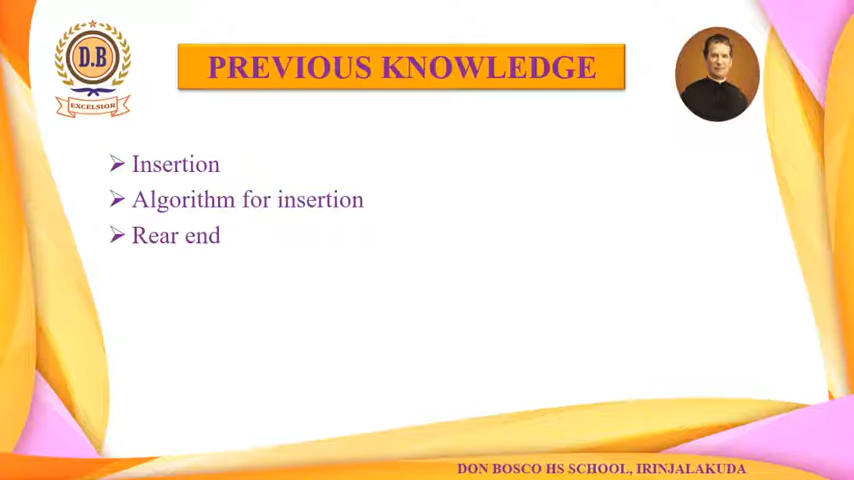 D.B
EXCELSIOR
PREVIOUS KNOWLEDGE
Insertion
Algorithm for insertion
Rear end
DON BOSCO HS SCHOOL, IRINJALAKUDA